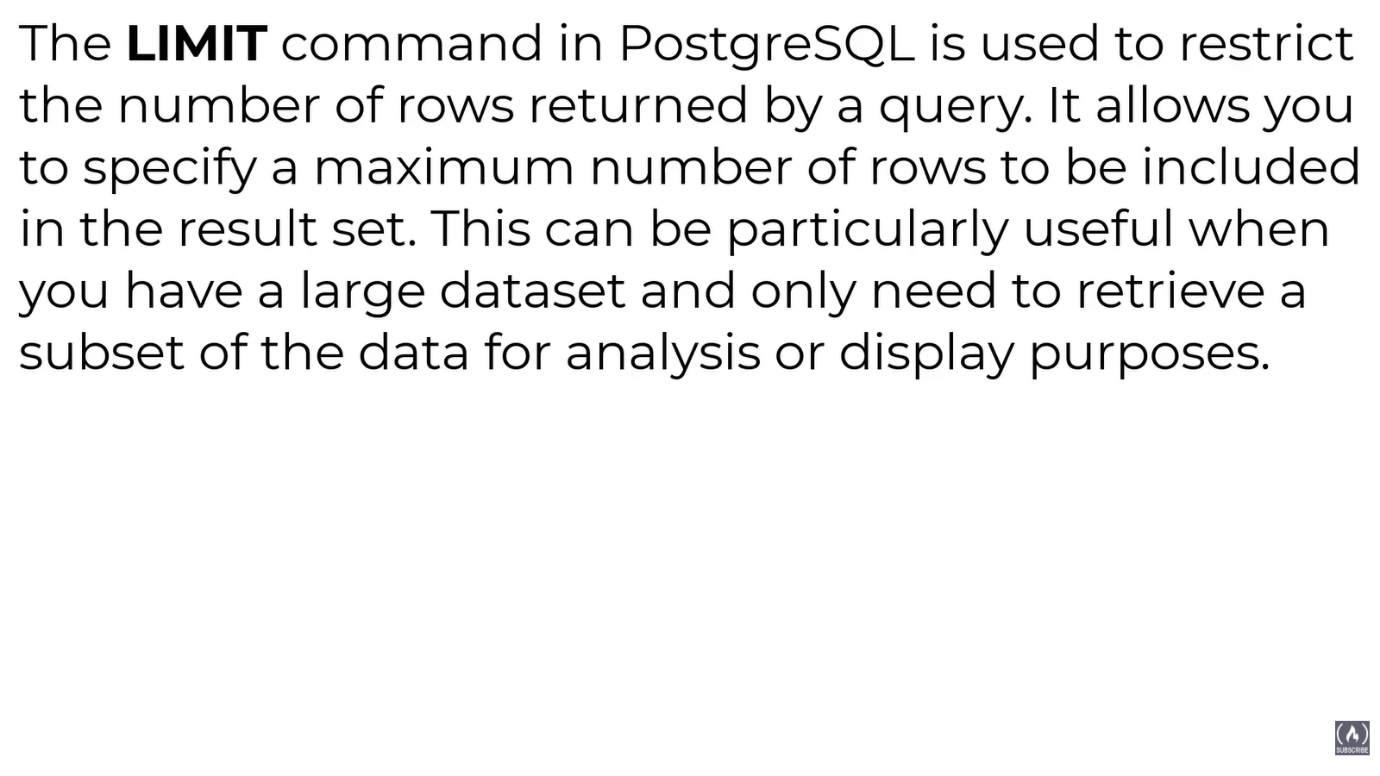 The LIMIT command in PostgreSQL is used to restrict
the number of rows returned by a query. It allows you
to specify a maximum number of rows to be included
in the result set. This can be particularly useful when
you have a large dataset and only need to retrieve a
subset of the data for analysis or display purposes.
SUBSCRIBE